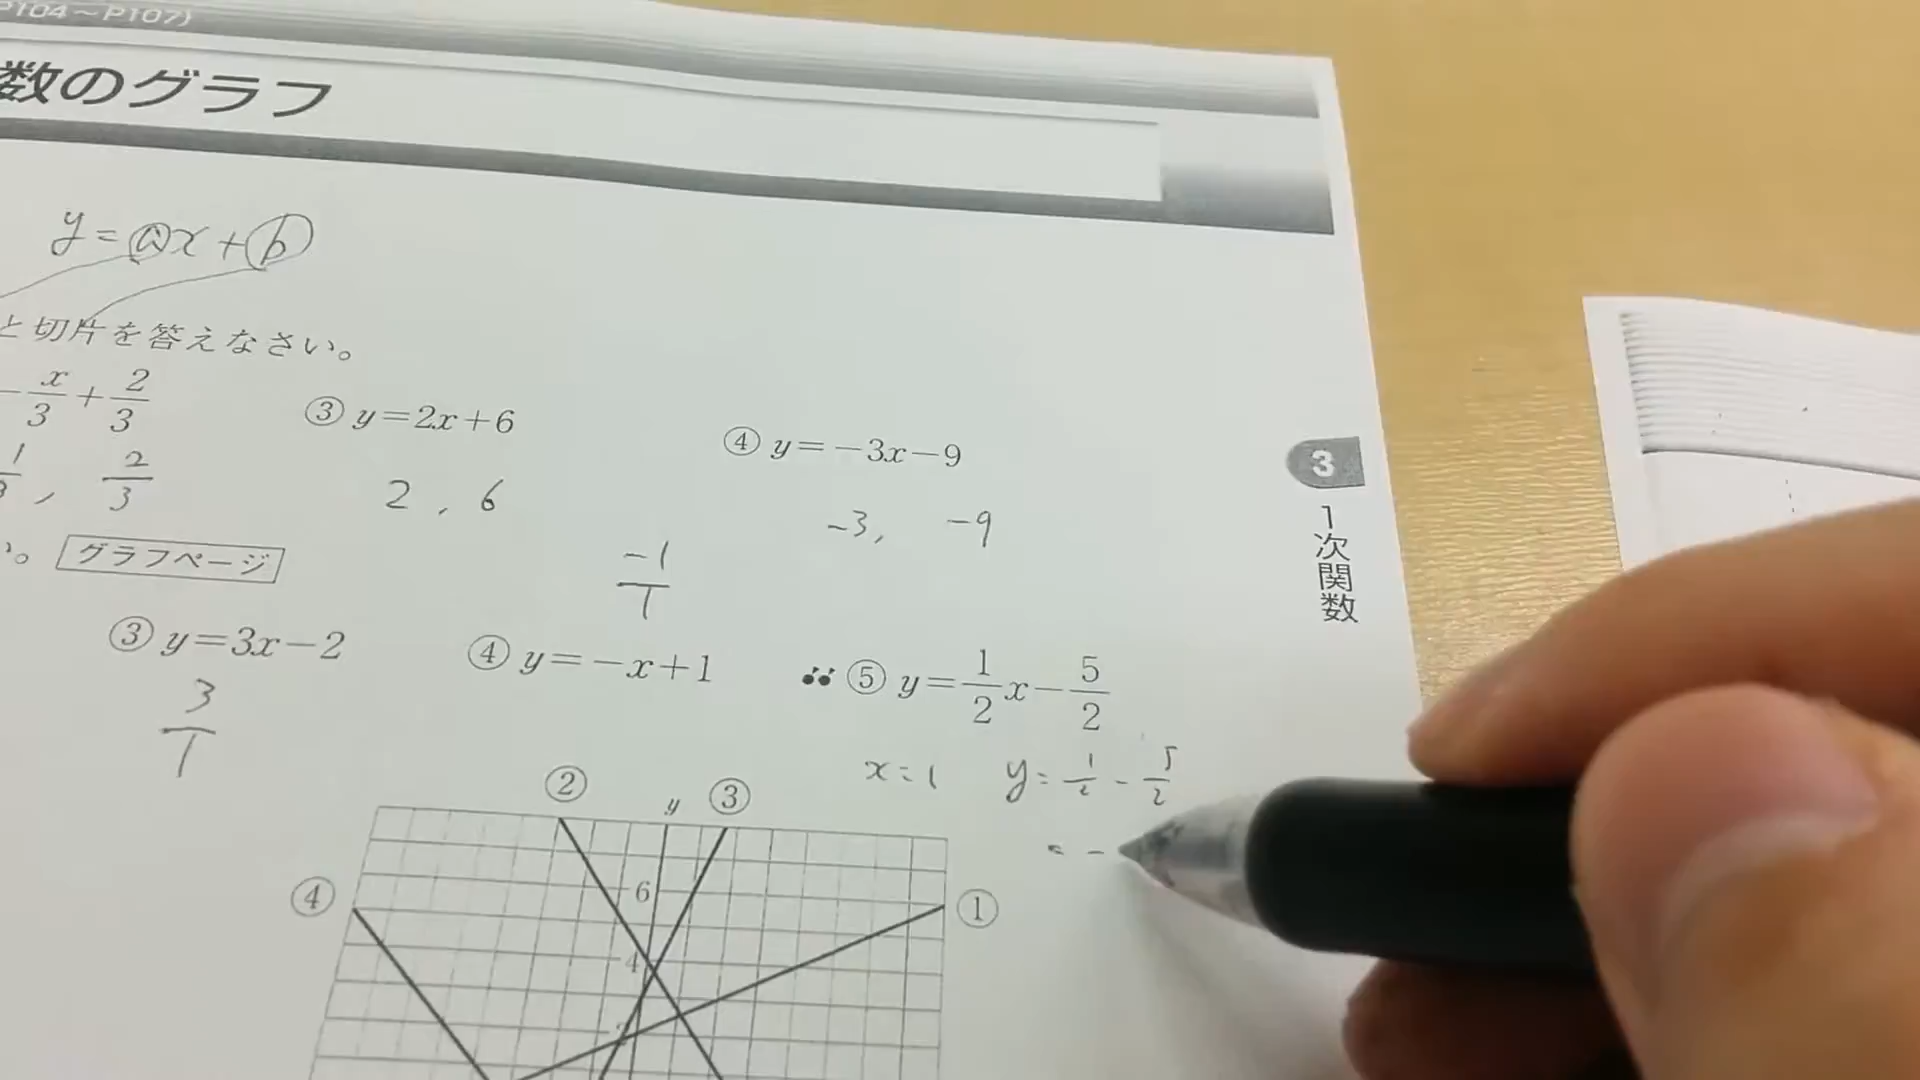 P104～P107)
数のグラフ
y=ax+b
と切片を答えなさい。
-x/3+2/3
③ y=2x+6
④ y=-3x-9
2/3
2 , 6
-3, -9
グラフページ
-1/1
③ y=3x-2
④ y=-x+1
⑤ y=1/2x-5/2
3/1
x=1 y=1/2-5/2
= -
② y ③
④ 6 ①
4
3
1次関数